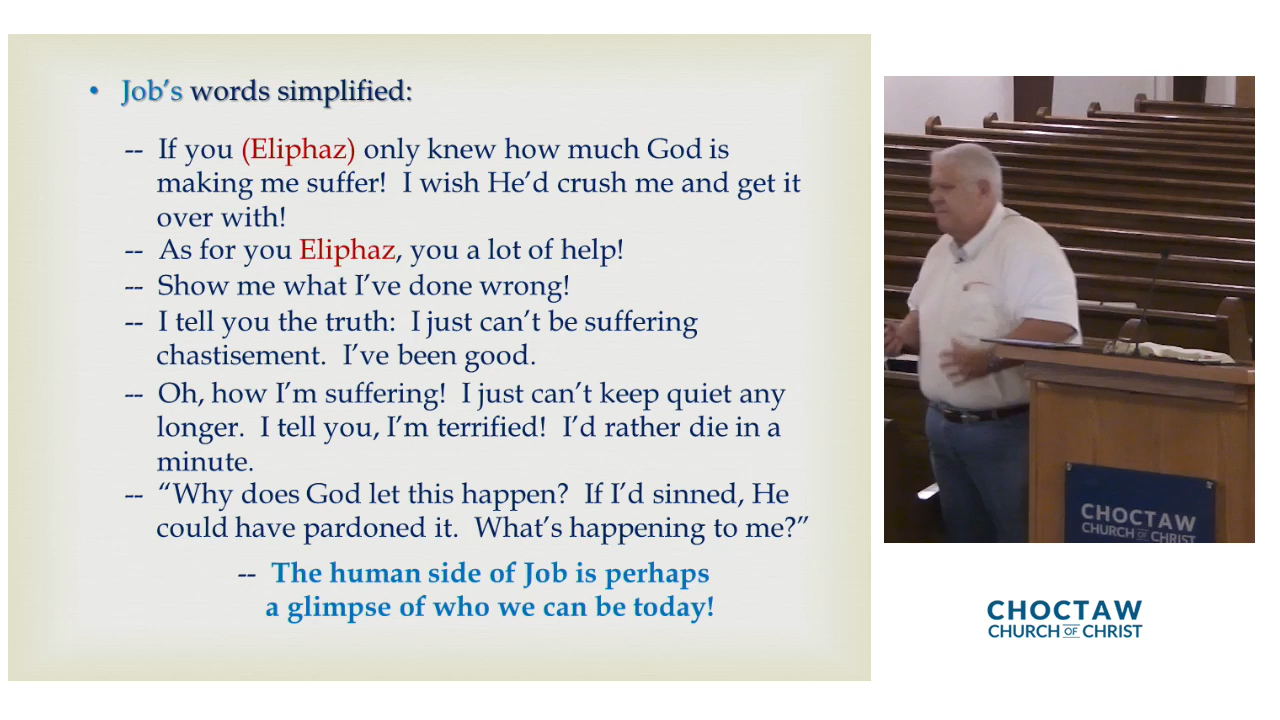 • Job’s words simplified:
-- If you (Eliphaz) only knew how much God is
making me suffer! I wish He’d crush me and get it
over with!
-- As for you Eliphaz, you a lot of help!
-- Show me what I’ve done wrong!
-- I tell you the truth: I just can’t be suffering
chastisement. I’ve been good.
-- Oh, how I’m suffering! I just can’t keep quiet any
longer. I tell you, I’m terrified! I’d rather die in a
minute.
-- “Why does God let this happen? If I’d sinned, He
could have pardoned it. What’s happening to me?”
-- The human side of Job is perhaps
a glimpse of who we can be today!
CHOCTAW
CHURCH OF CHRIST
CHOCTAW
CHURCH OF CHRIST